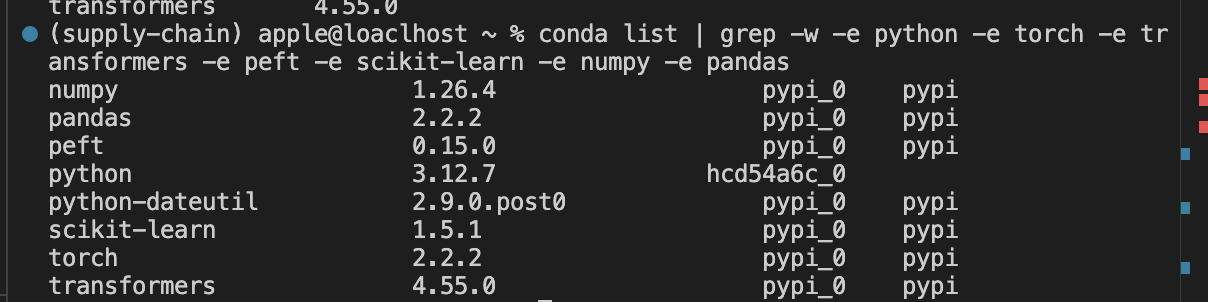 transformers 4.55.0
(supply-chain) apple@loaclhost ~ % conda list | grep -w -e python -e torch -e tr
ansformers -e peft -e scikit-learn -e numpy -e pandas
numpy 1.26.4 pypi_0 pypi
pandas 2.2.2 pypi_0 pypi
peft 0.15.0 pypi_0 pypi
python 3.12.7 hcd54a6c_0
python-dateutil 2.9.0.post0 pypi_0 pypi
scikit-learn 1.5.1 pypi_0 pypi
torch 2.2.2 pypi_0 pypi
transformers 4.55.0 pypi_0 pypi